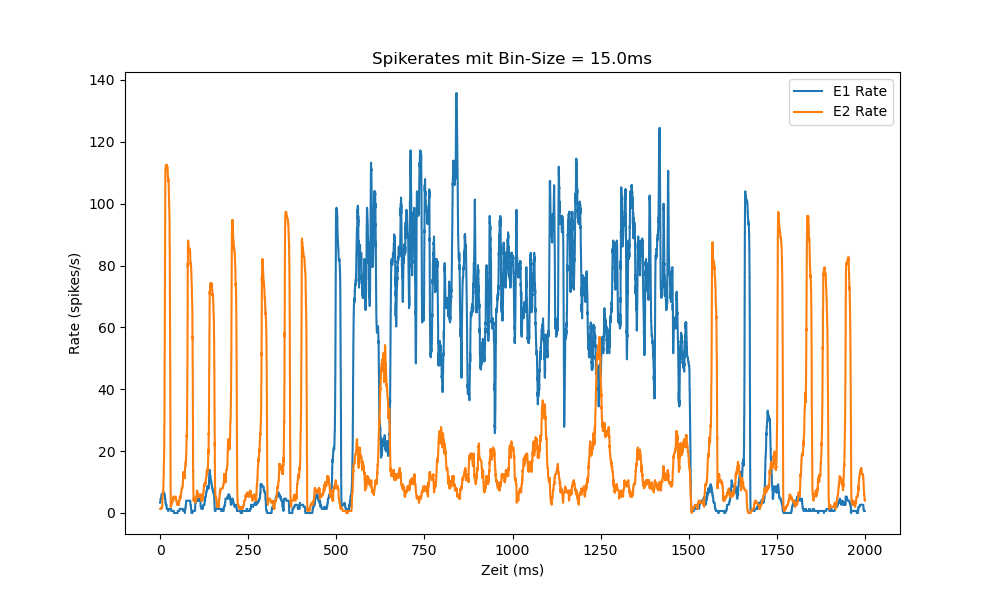 Spikerates mit Bin-Size = 15.0ms
E1 Rate
E2 Rate
140
120
100
80
60
40
20
0
Rate (spikes/s)
0 250 500 750 1000 1250 1500 1750 2000
Zeit (ms)